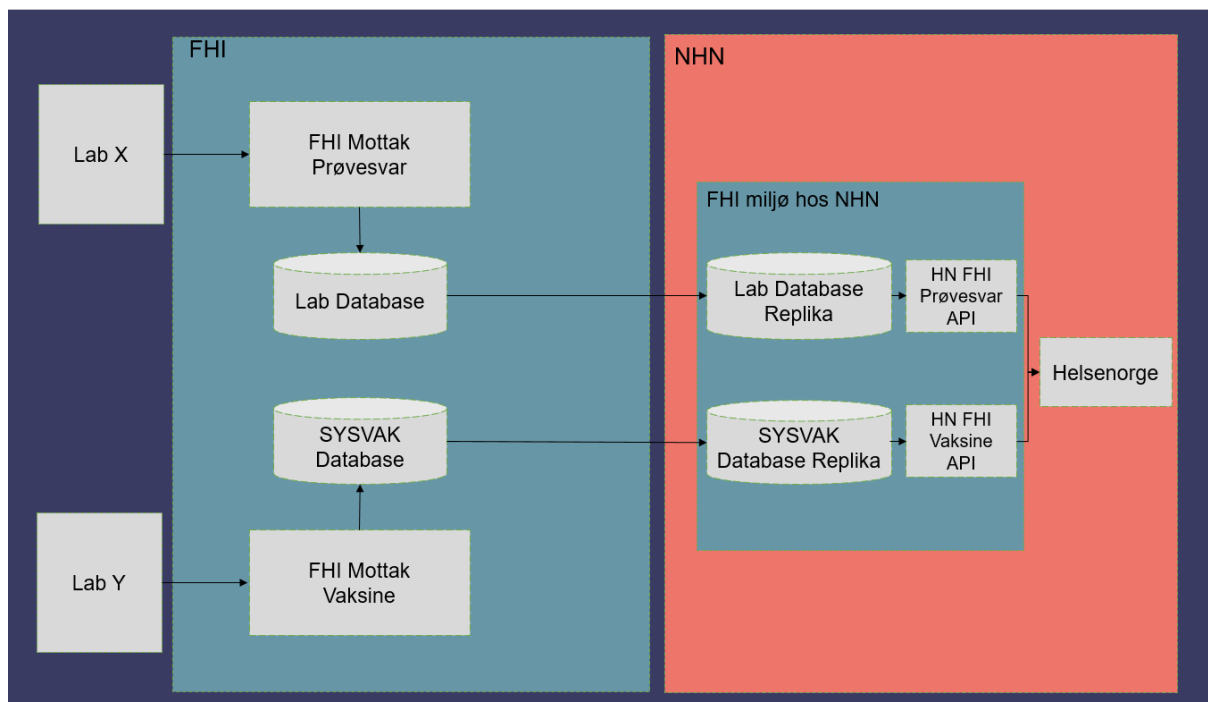 FHI
NHN
Lab X
FHI Mottak
Prøvesvar
FHI miljø hos NHN
Lab Database
Lab Database
Replika
HN FHI
Prøvesvar
API
Helsenorge
SYSVAK
Database
SYSVAK
Database Replika
HN FHI
Vaksine
API
Lab Y
FHI Mottak
Vaksine